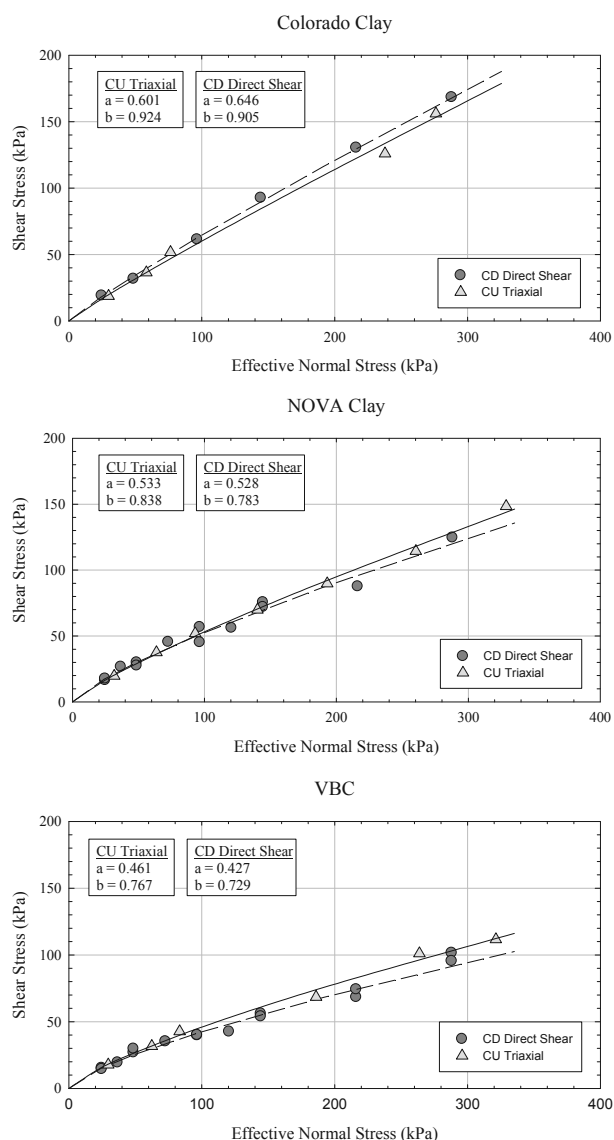 Colorado Clay
200
CU Triaxial
a = 0.601
b = 0.924
CD Direct Shear
a = 0.646
b = 0.905
150
100
50
0
Shear Stress (kPa)
CD Direct Shear
CU Triaxial
0 100 200 300 400
Effective Normal Stress (kPa)
NOVA Clay
200
CU Triaxial
a = 0.533
b = 0.838
CD Direct Shear
a = 0.528
b = 0.783
150
100
50
0
Shear Stress (kPa)
CD Direct Shear
CU Triaxial
0 100 200 300 400
Effective Normal Stress (kPa)
VBC
200
CU Triaxial
a = 0.461
b = 0.767
CD Direct Shear
a = 0.427
b = 0.729
150
100
50
0
Shear Stress (kPa)
CD Direct Shear
CU Triaxial
0 100 200 300 400
Effective Normal Stress (kPa)